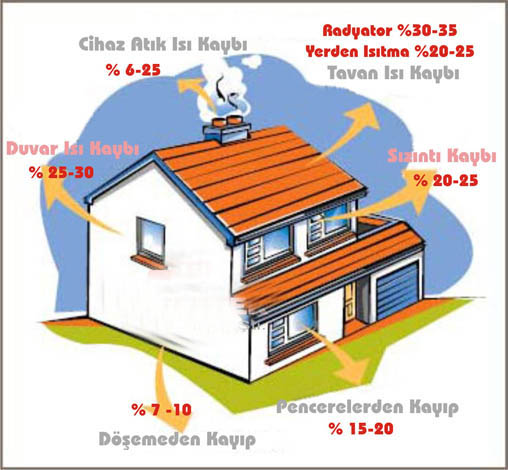 Cihaz Atık Isı Kaybı
% 6-25
Radyatör %30-35
Yerden Isıtma %20-25
Tavan Isı Kaybı
Duvar Isı Kaybı
% 25-30
Sızıntı Kaybı
% 20-25
% 7 -10
Döşemeden Kayıp
Pencerelerden Kayıp
% 15-20